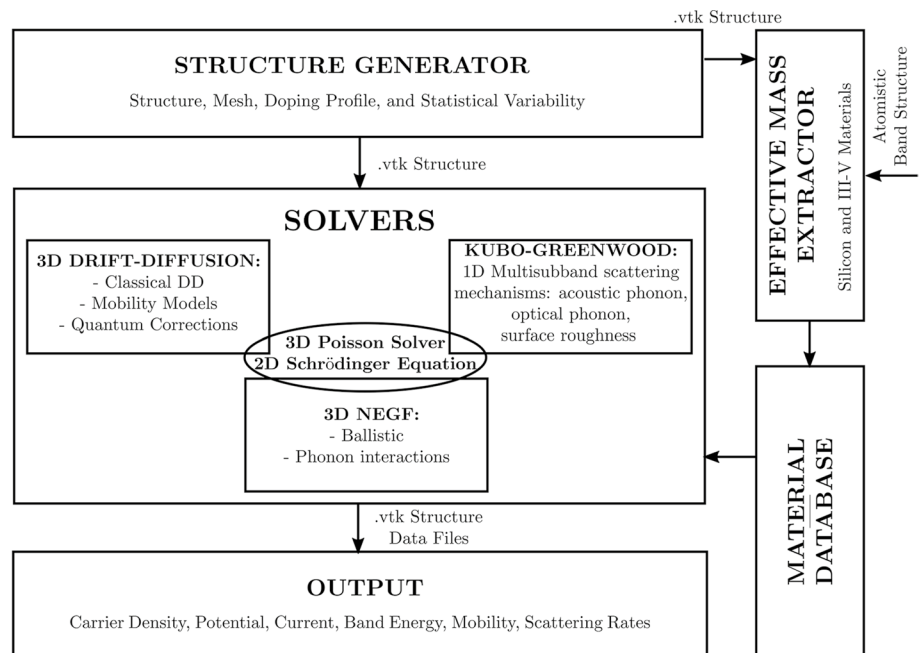 .vtk Structure
STRUCTURE GENERATOR
Structure, Mesh, Doping Profile, and Statistical Variability
EFFECTIVE MASS
EXTRACTOR
Silicon and III-V Materials
Atomistic
Band Structure
.vtk Structure
SOLVERS
3D DRIFT-DIFFUSION:
- Classical DD
- Mobility Models
- Quantum Corrections
KUBO-GREENWOOD:
1D Multisubband scattering
mechanisms: acoustic phonon,
optical phonon,
surface roughness
3D Poisson Solver
2D Schrödinger Equation
3D NEGF:
- Ballistic
- Phonon interactions
MATERIAL
DATABASE
.vtk Structure
Data Files
OUTPUT
Carrier Density, Potential, Current, Band Energy, Mobility, Scattering Rates